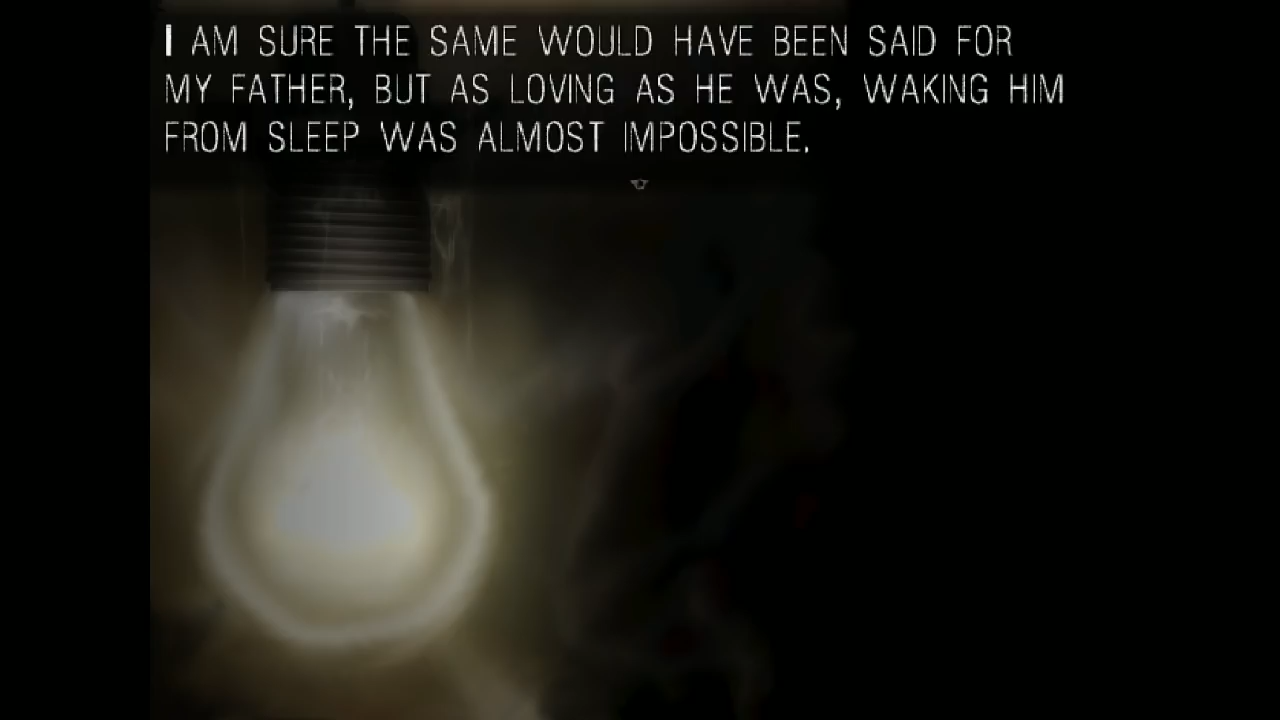 I AM SURE THE SAME WOULD HAVE BEEN SAID FOR
MY FATHER, BUT AS LOVING AS HE WAS, WAKING HIM
FROM SLEEP WAS ALMOST IMPOSSIBLE.